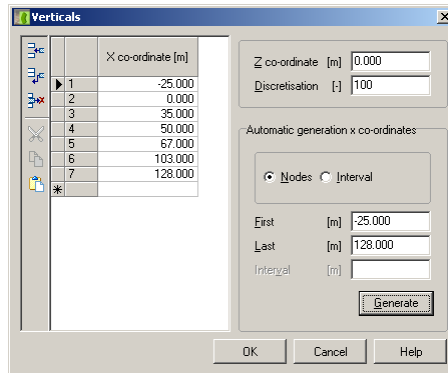 Verticals
X co-ordinate [m]
1 -25.000
2 0.000
3 35.000
4 50.000
5 67.000
6 103.000
7 128.000
*
Z co-ordinate [m] 0.000
Discretisation [-] 100
Automatic generation x co-ordinates
Nodes Interval
First [m] -25.000
Last [m] 128.000
Interval [m]
Generate
OK Cancel Help